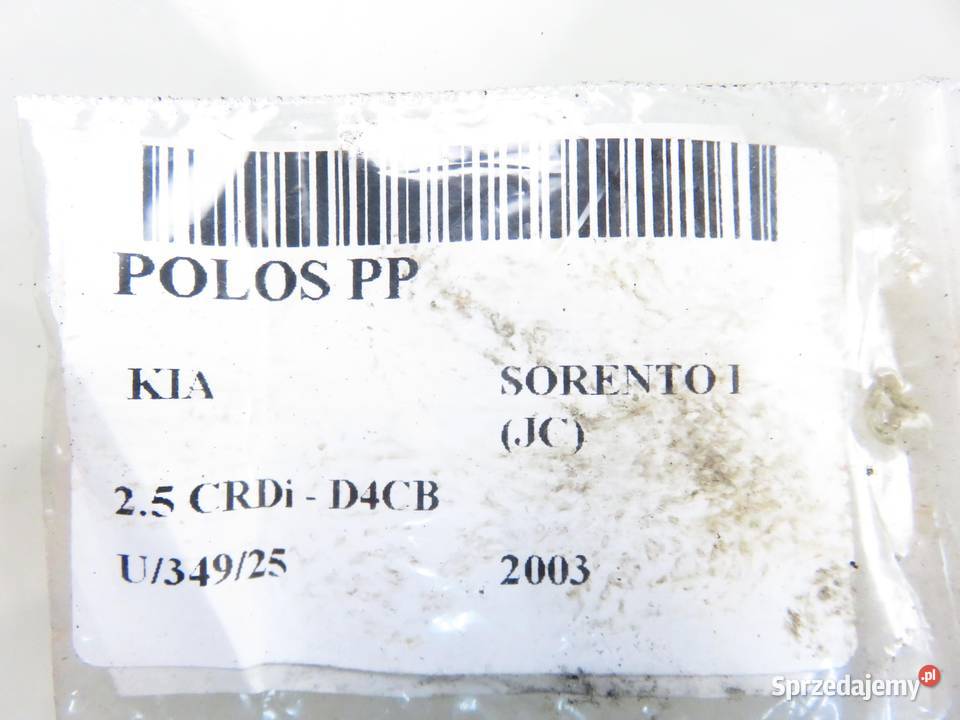 POLOS PP
KIA SORENTO I
(JC)
2.5 CRDi - D4CB
U/349/25 2003
Sprzedajemy.pl